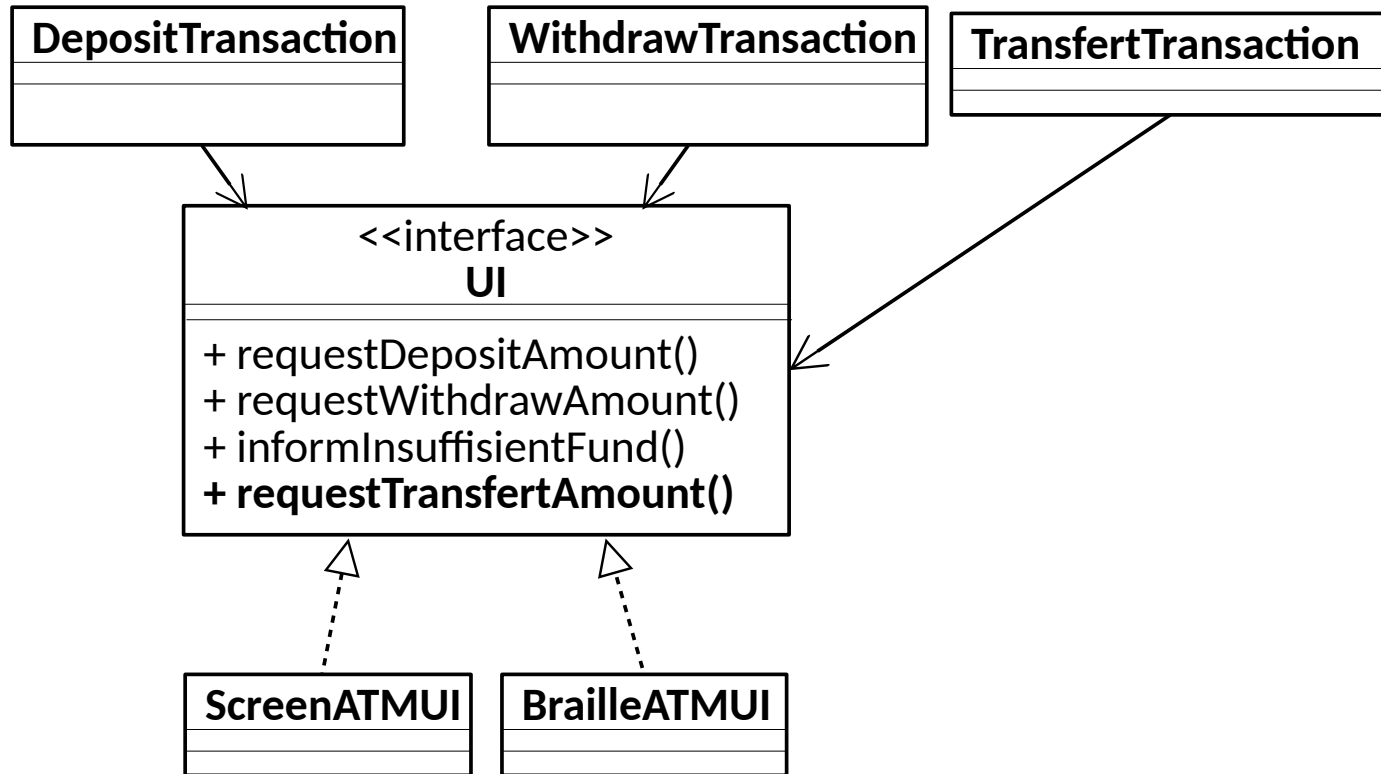 DepositTransaction
WithdrawTransaction
TransfertTransaction
<<interface>>
UI
+ requestDepositAmount()
+ requestWithdrawAmount()
+ informInsuffisientFund()
+ requestTransfertAmount()
ScreenATMUI
BrailleATMUI